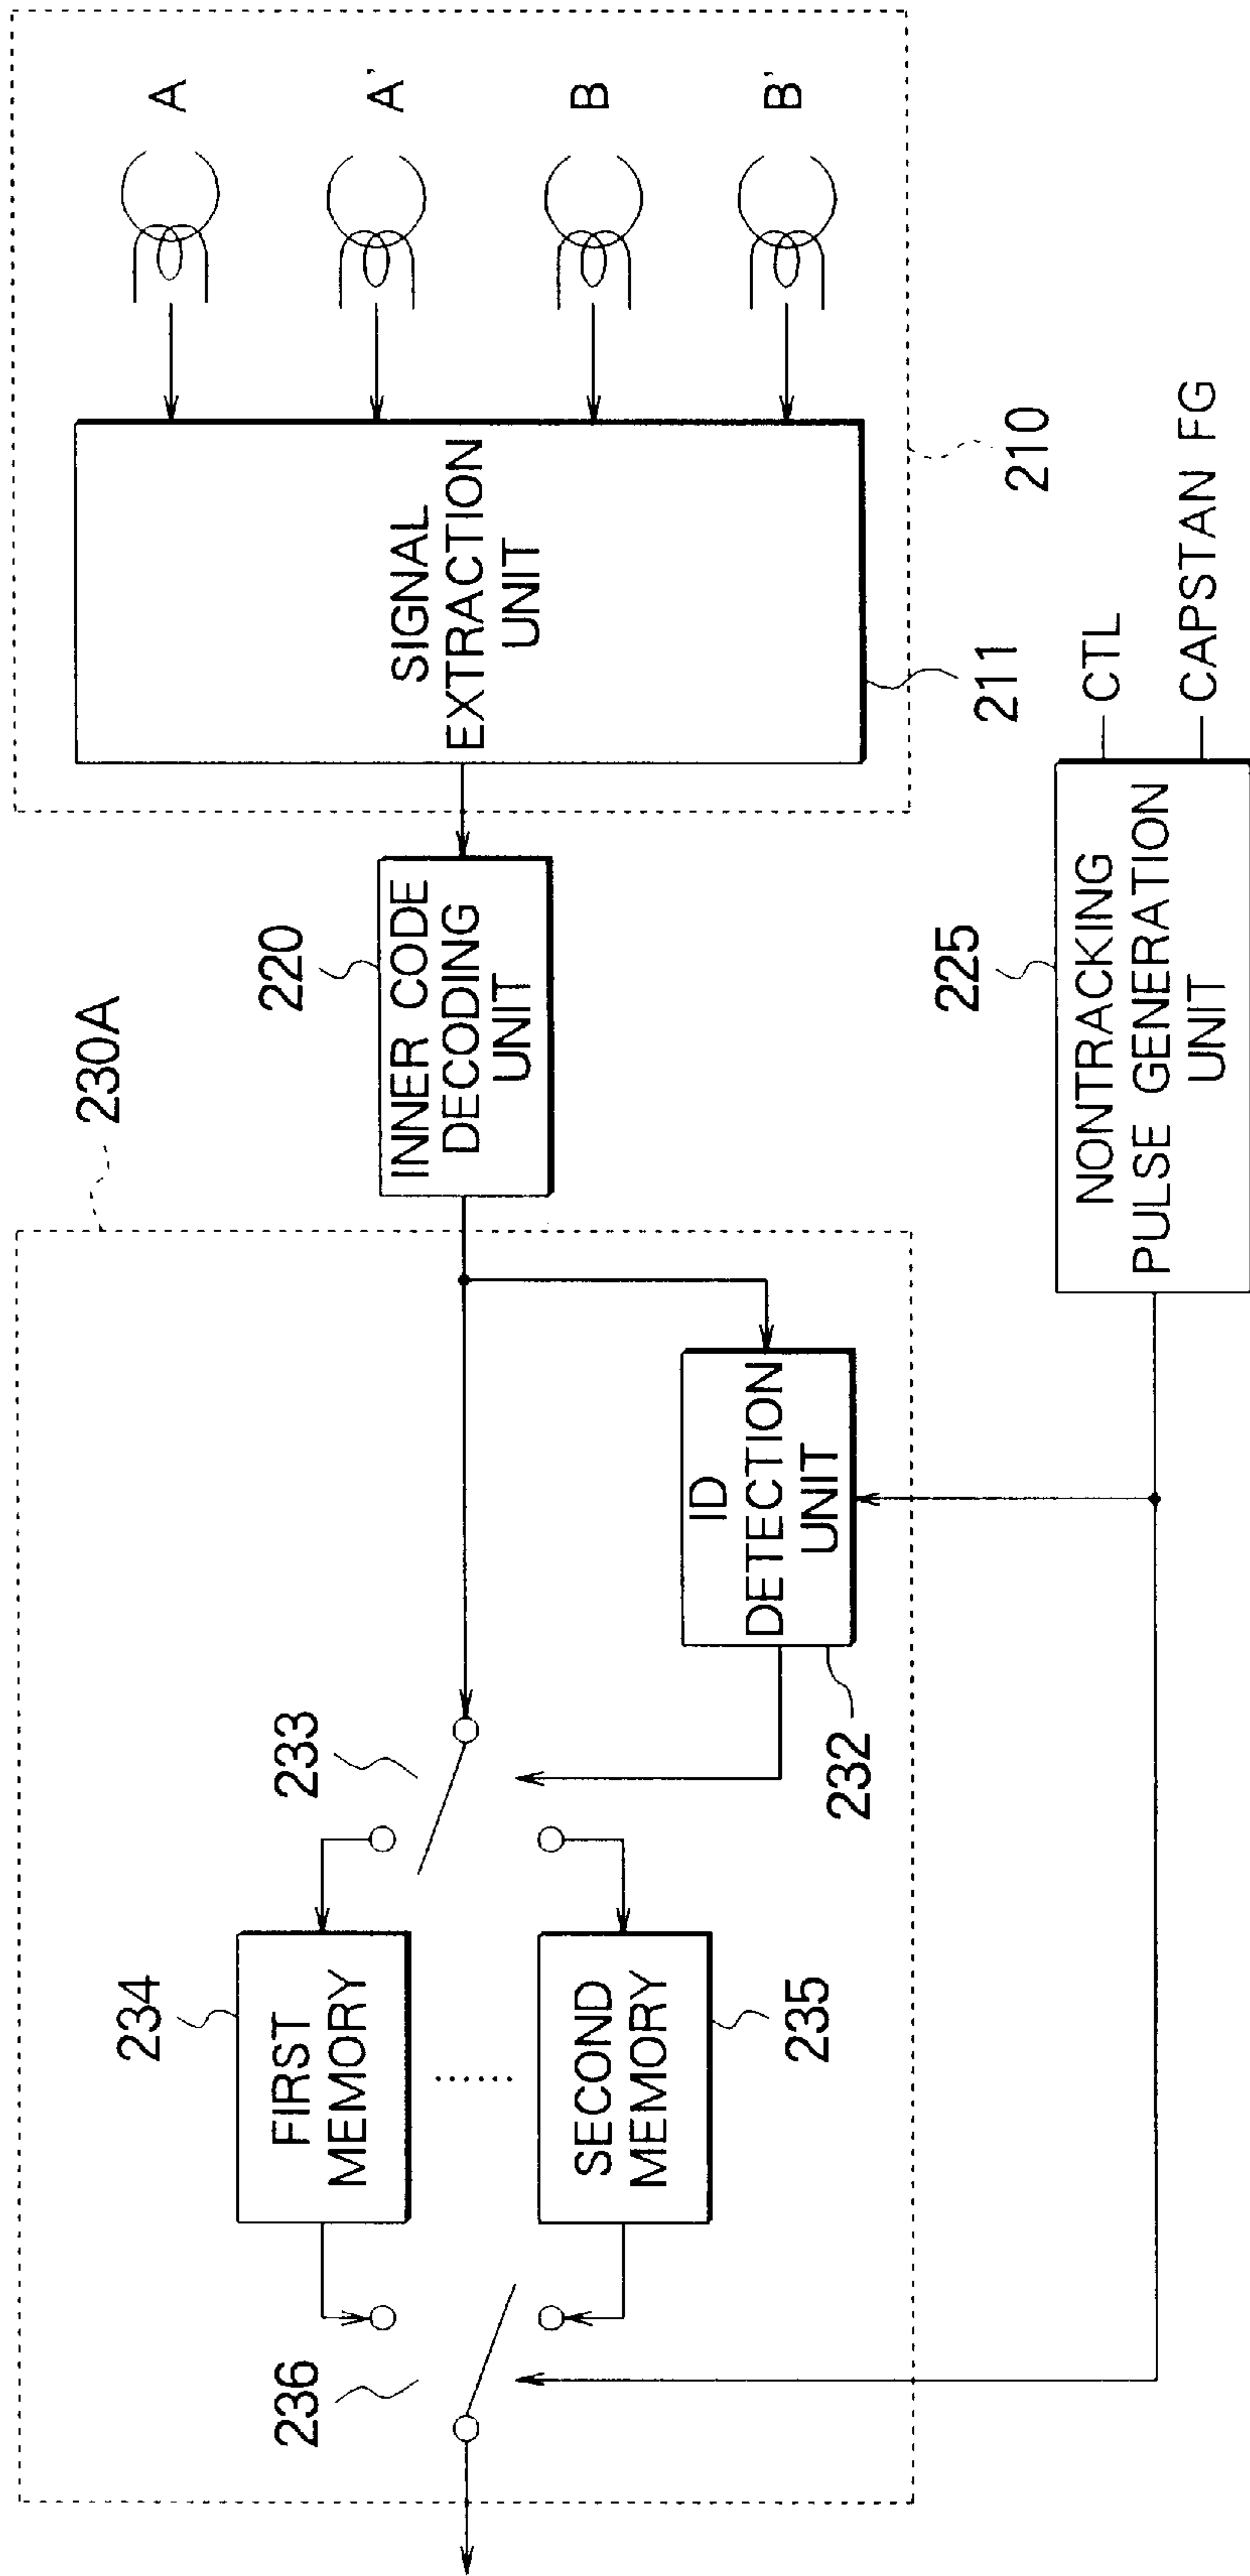 A
A'
B
B'
SIGNAL
EXTRACTION
UNIT
211
210
INNER CODE
DECODING
UNIT
220
230A
CTL
CAPSTAN FG
NONTRACKING
PULSE GENERATION
UNIT
225
ID
DETECTION
UNIT
232
233
FIRST
MEMORY
234
SECOND
MEMORY
235
236